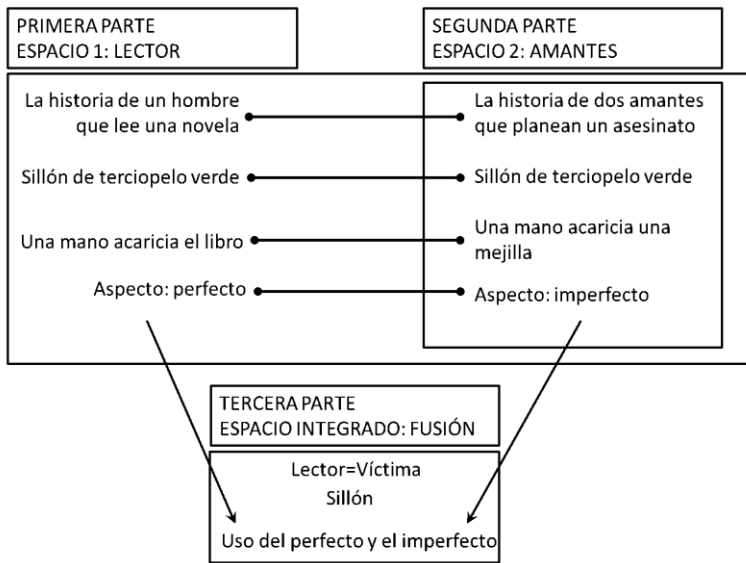 PRIMERA PARTE
ESPACIO 1: LECTOR
SEGUNDA PARTE
ESPACIO 2: AMANTES
La historia de un hombre
que lee una novela
La historia de dos amantes
que planean un asesinato
Sillón de terciopelo verde
Sillón de terciopelo verde
Una mano acaricia el libro
Una mano acaricia una
mejilla
Aspecto: perfecto
Aspecto: imperfecto
TERCERA PARTE
ESPACIO INTEGRADO: FUSIÓN
Lector=Víctima
Sillón
Uso del perfecto y el imperfecto